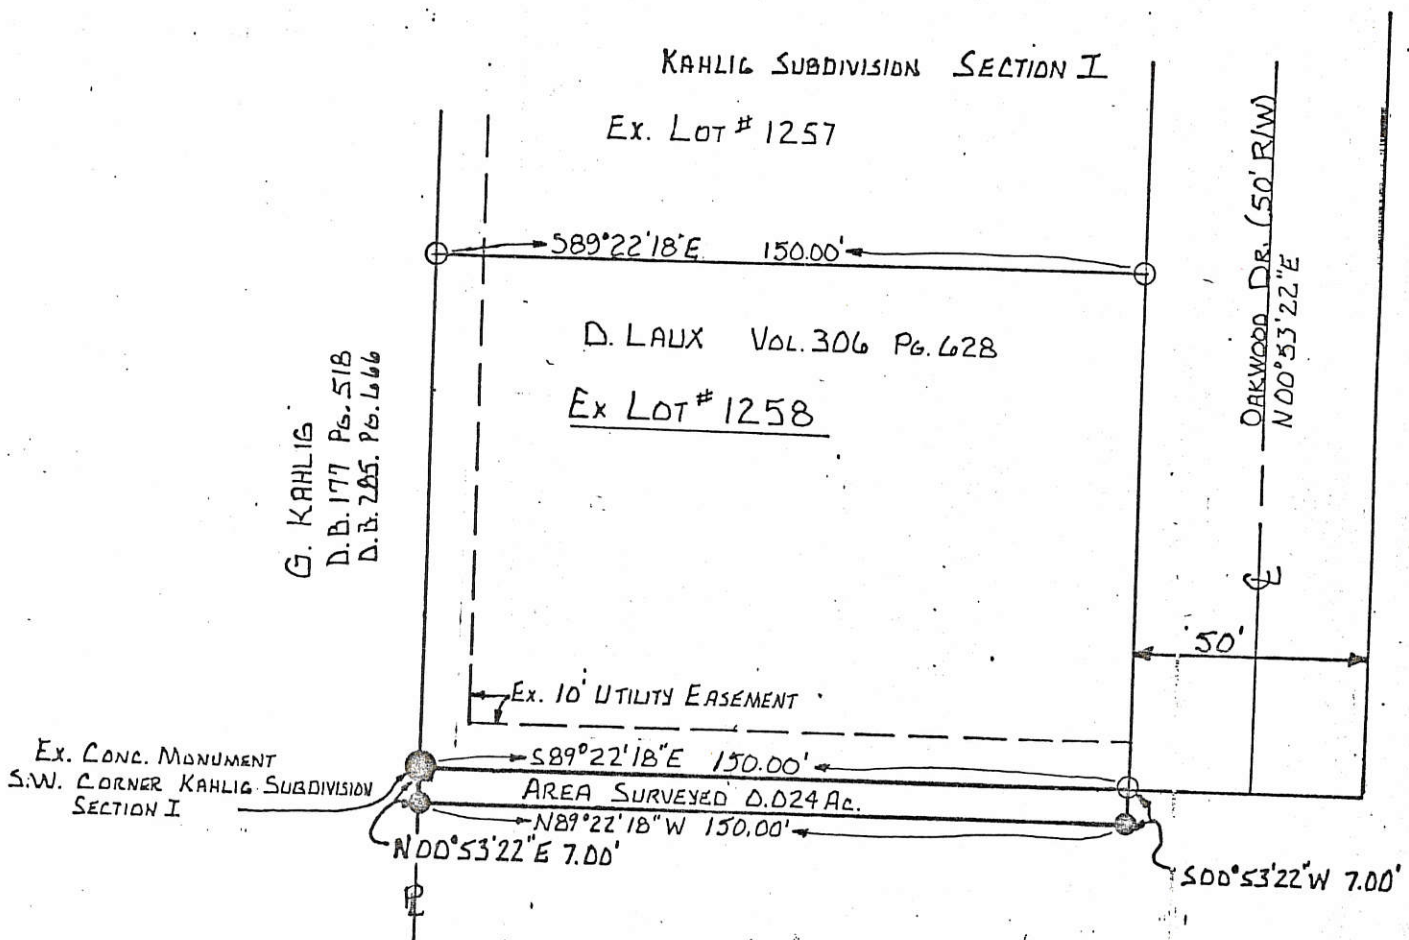 KAHLIG SUBDIVISION SECTION I
Ex. LOT # 1257
S89°22'18"E 150.00'
OAKWOOD DR. (50' R/W)
N00°53'22"E
D. LAUX VOL. 306 PG. 628
Ex LOT # 1258
G. KAHLIG
D.B. 177 PG. 518
D.B. 285. PG. 666
50'
Ex. 10' UTILITY EASEMENT
Ex. CONC. MONUMENT
S.W. CORNER KAHLIG SUBDIVISION
SECTION I
S89°22'18"E 150.00'
AREA SURVEYED 0.024 Ac.
N89°22'18"W 150.00'
N00°53'22"E 7.00'
S00°53'22"W 7.00'
PL
CL